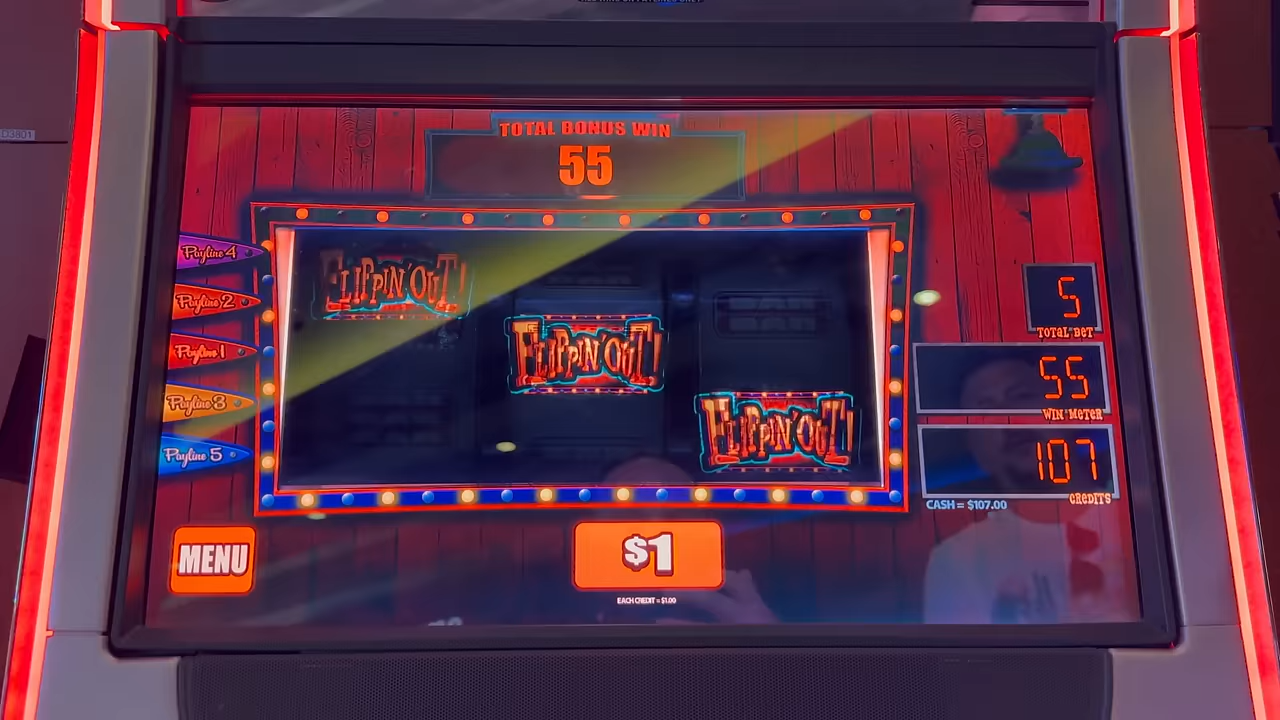 D3801
TOTAL BONUS WIN
55
Payline 4
Payline 2
Payline 1
Payline 3
Payline 5
FLIPPIN' OUT!
FLIPPIN' OUT!
FLIPPIN' OUT!
5
TOTAL BET
55
WIN METER
107
CREDITS
CASH = $107.00
MENU
$1
EACH CREDIT = $1.00